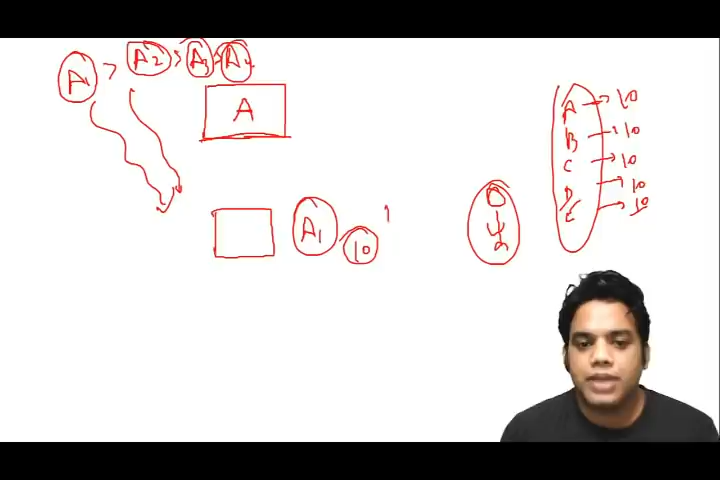 A1 > A2 > A3 > A4
A
A → 10
B → 10
C → 10
D → 10
E → 10
A1
10